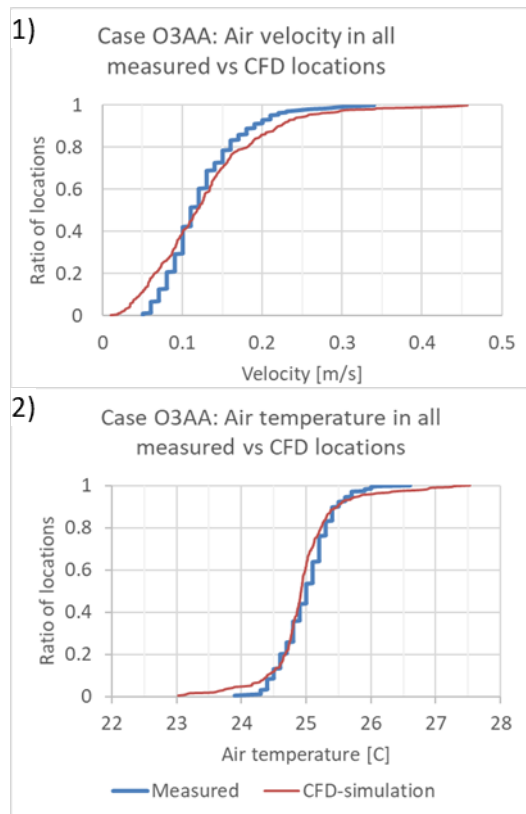 1)
Case O3AA: Air velocity in all
measured vs CFD locations
Ratio of locations
1
0.8
0.6
0.4
0.2
0
0 0.1 0.2 0.3 0.4 0.5
Velocity [m/s]
2)
Case O3AA: Air temperature in all
measured vs CFD locations
Ratio of locations
1
0.8
0.6
0.4
0.2
0
22 23 24 25 26 27 28
Air temperature [C]
Measured CFD-simulation